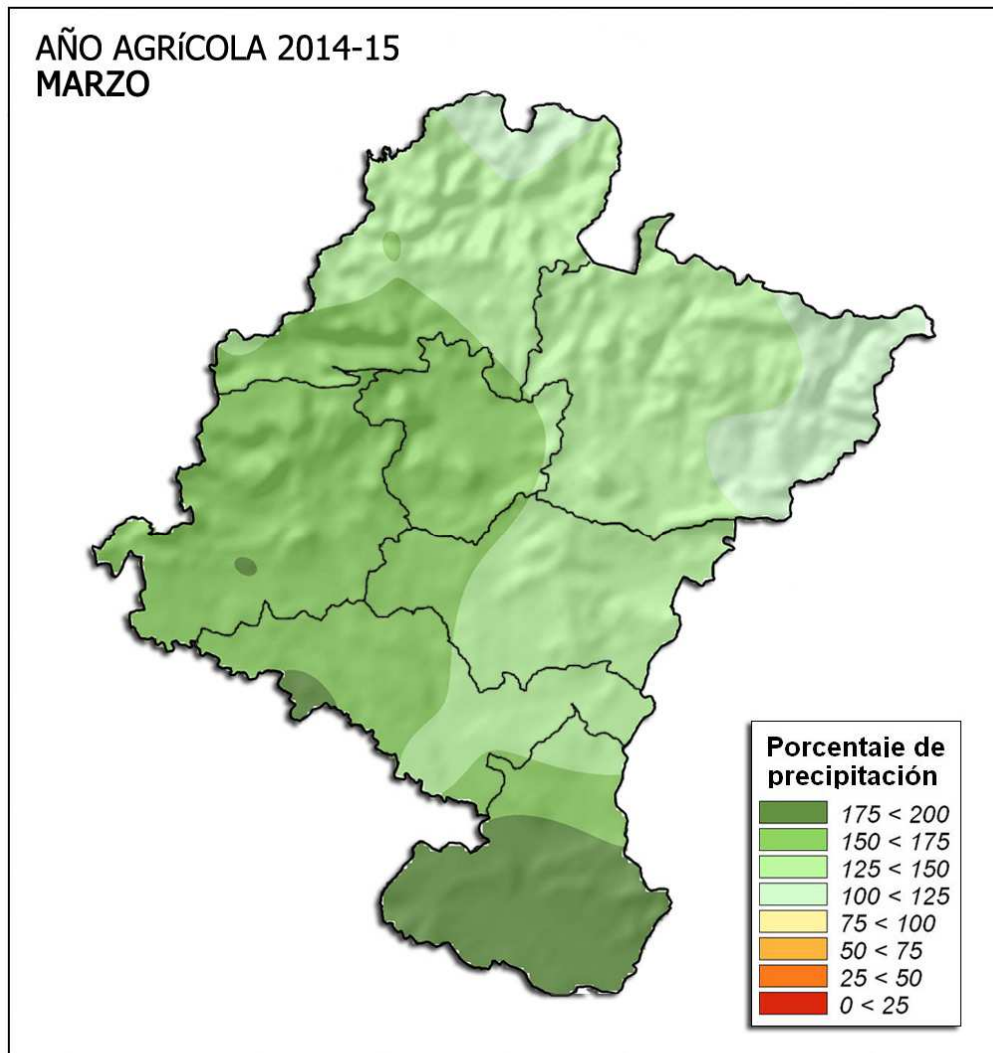 AÑO AGRíCOLA 2014-15
MARZO
Porcentaje de
precipitación
175 < 200
150 < 175
125 < 150
100 < 125
75 < 100
50 < 75
25 < 50
0 < 25